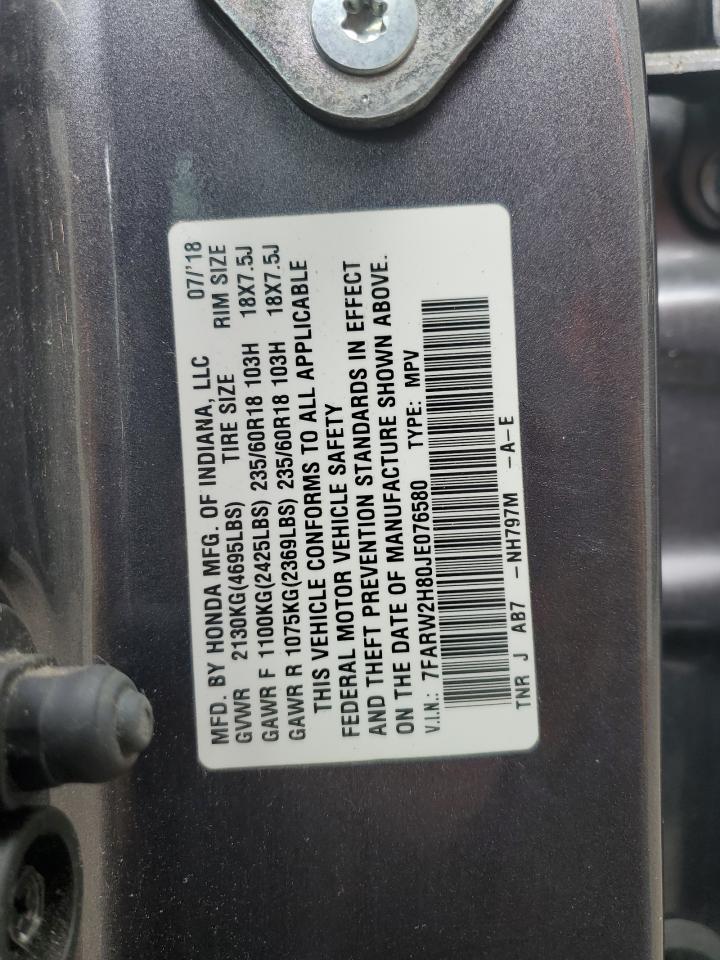 MFD. BY HONDA MFG. OF INDIANA, LLC 07/'18
GVWR 2130KG(4695LBS) TIRE SIZE RIM SIZE
GAWR F 1100KG(2425LBS) 235/60R18 103H 18X7.5J
GAWR R 1075KG(2369LBS) 235/60R18 103H 18X7.5J
THIS VEHICLE CONFORMS TO ALL APPLICABLE
FEDERAL MOTOR VEHICLE SAFETY
AND THEFT PREVENTION STANDARDS IN EFFECT
ON THE DATE OF MANUFACTURE SHOWN ABOVE.
V.I.N.: 7FARW2H80JE076580 TYPE: MPV
TNR J AB7 -NH797M -A-E